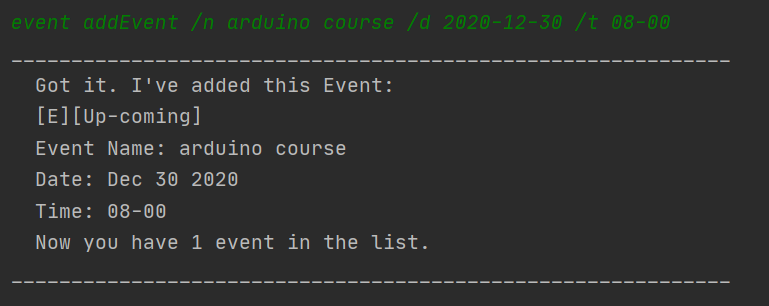 event addEvent /n arduino course /d 2020-12-30 /t 08-00
____________________________________________________________
Got it. I've added this Event:
[E][Up-coming]
Event Name: arduino course
Date: Dec 30 2020
Time: 08-00
Now you have 1 event in the list.
____________________________________________________________